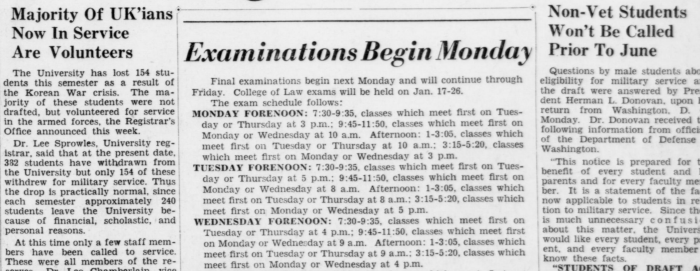 Majority Of UK'ians
Now In Service
Are Volunteers
The University has lost 154 stu-
dents this semester as a result of
the Korean War crisis. The ma-
jority of these students were not
drafted, but volunteered for service
in the armed forces, the Registrar's
Office announced this week.
Dr. Lee Sprowles, University reg-
istrar, said that at the present date,
382 students have withdrawn from
the University but only 154 of these
withdrew for military service. Thus
the drop is practically normal, since
each semester approximately 240
students leave the University be-
cause of financial, scholastic, and
personal reasons.
At this time only a few staff mem-
bers have been called to service.
These were all members of the re-
Dr. Lee Chamberlain, vice
Examinations Begin Monday
Final examinations begin next Monday and will continue through
Friday. College of Law exams will be held on Jan. 17-26.
The exam schedule follows:
MONDAY FORENOON: 7:30-9:35, classes which meet first on Tues-
day or Thursday at 3 p.m.; 9:45-11:50, classes which meet first on
Monday or Wednesday at 10 a.m. Afternoon: 1-3:05, classes which
meet first on Tuesday or Thursday at 10 a.m.; 3:15-5:20, classes
which meet first on Monday or Wednesday at 3 p.m.
TUESDAY FORENOON: 7:30-9:35, classes which meet first on Tues-
day or Thursday at 5 p.m.; 9:45-11:50, classes which meet first on
Monday or Wednesday at 8 a.m. Afternoon: 1-3:05, classes which
meet first on Tuesday or Thursday at 8 a.m.; 3:15-5:20, classes which
meet first on Monday or Wednesday at 5 p.m.
WEDNESDAY FORENOON: 7:30-9:35, classes which meet first on
Tuesday or Thursday at 4 p.m.; 9:45-11:50, classes which meet first on
Monday or Wednesday at 9 a.m. Afternoon: 1-3:05, classes which
meet first on Tuesday or Thursday at 9 a.m.; 3:15-5:20, classes which
meet first on Monday or Wednesday at 4 p.m.
Non-Vet Students
Won't Be Called
Prior To June
Questions by male students abo
eligibility for military service a
the draft were answered by Pre
dent Herman L. Donovan, upon
return from Washington, D.
Monday. Dr. Donovan received t
following information from offic
of the Department of Defense
Washington.
"This notice is prepared for
benefit of every student and
parents and for every faculty
ber. It is a statement of the fa
now applicable to students in re
tion to military service. Since
is much unnecessary confusi
about this matter, the Univers
would like every student, every p
ent, and every faculty member
know these facts.
"STUDENTS OF DRAFT